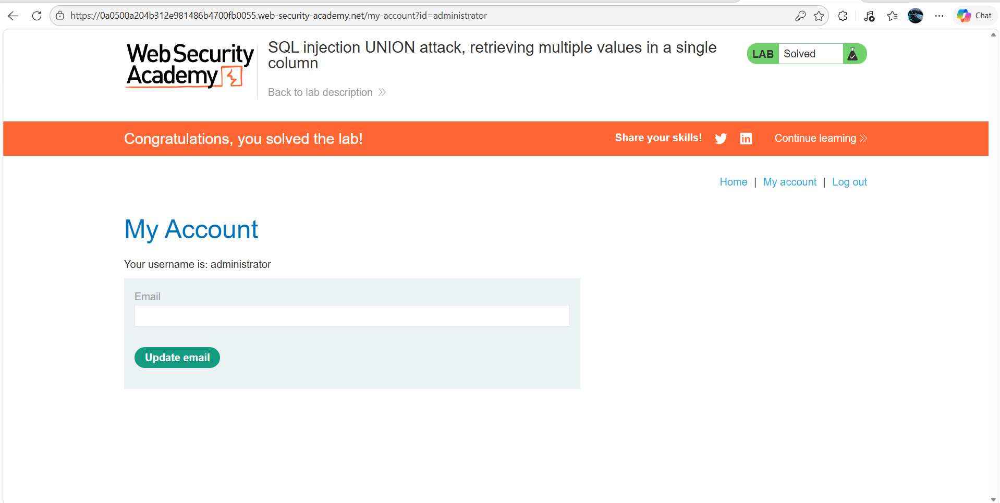 https://0a0500a204b312e981486b4700fb0055.web-security-academy.net/my-account?id=administrator
Chat
Web Security
Academy
SQL injection UNION attack, retrieving multiple values in a single
column
Back to lab description
LAB Solved
Congratulations, you solved the lab!
Share your skills!
in
Continue learning
Home | My account | Log out
My Account
Your username is: administrator
Email
Update email